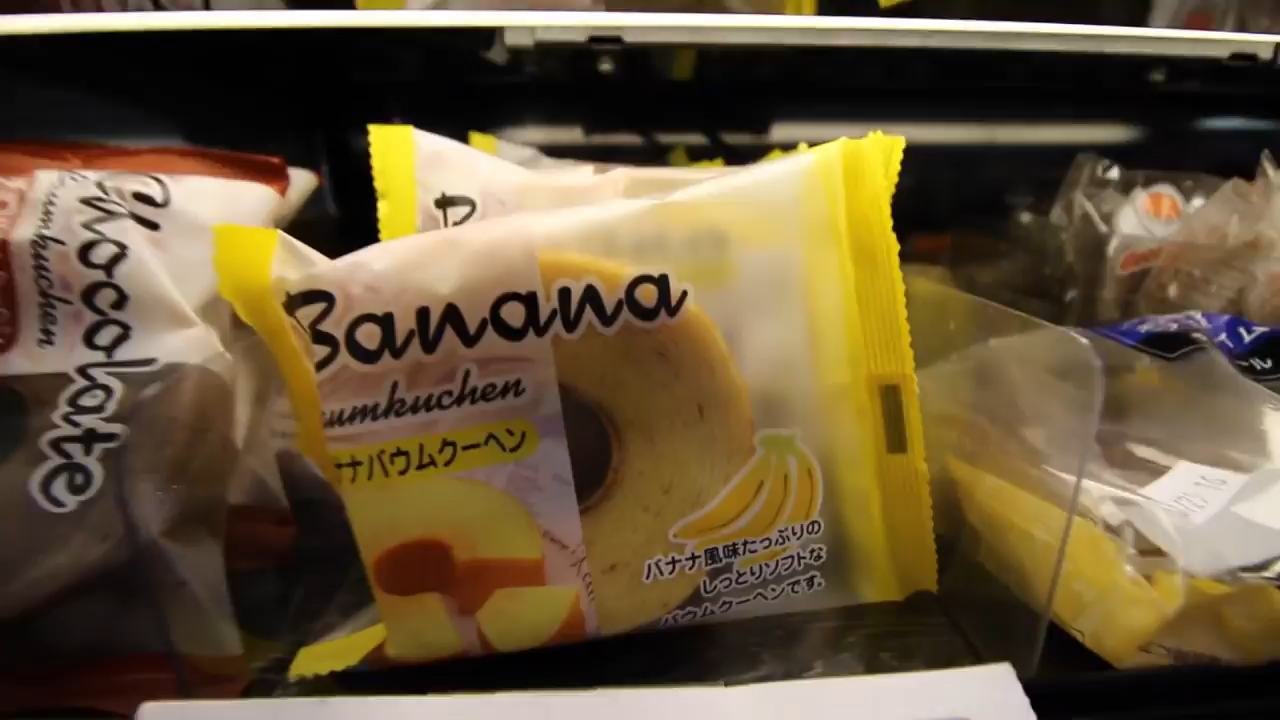 Chocolate
Banana
umkuchen
ナバウムクーヘン
バナナ風味たっぷりの
しっとりソフトな
バウムクーヘンです。